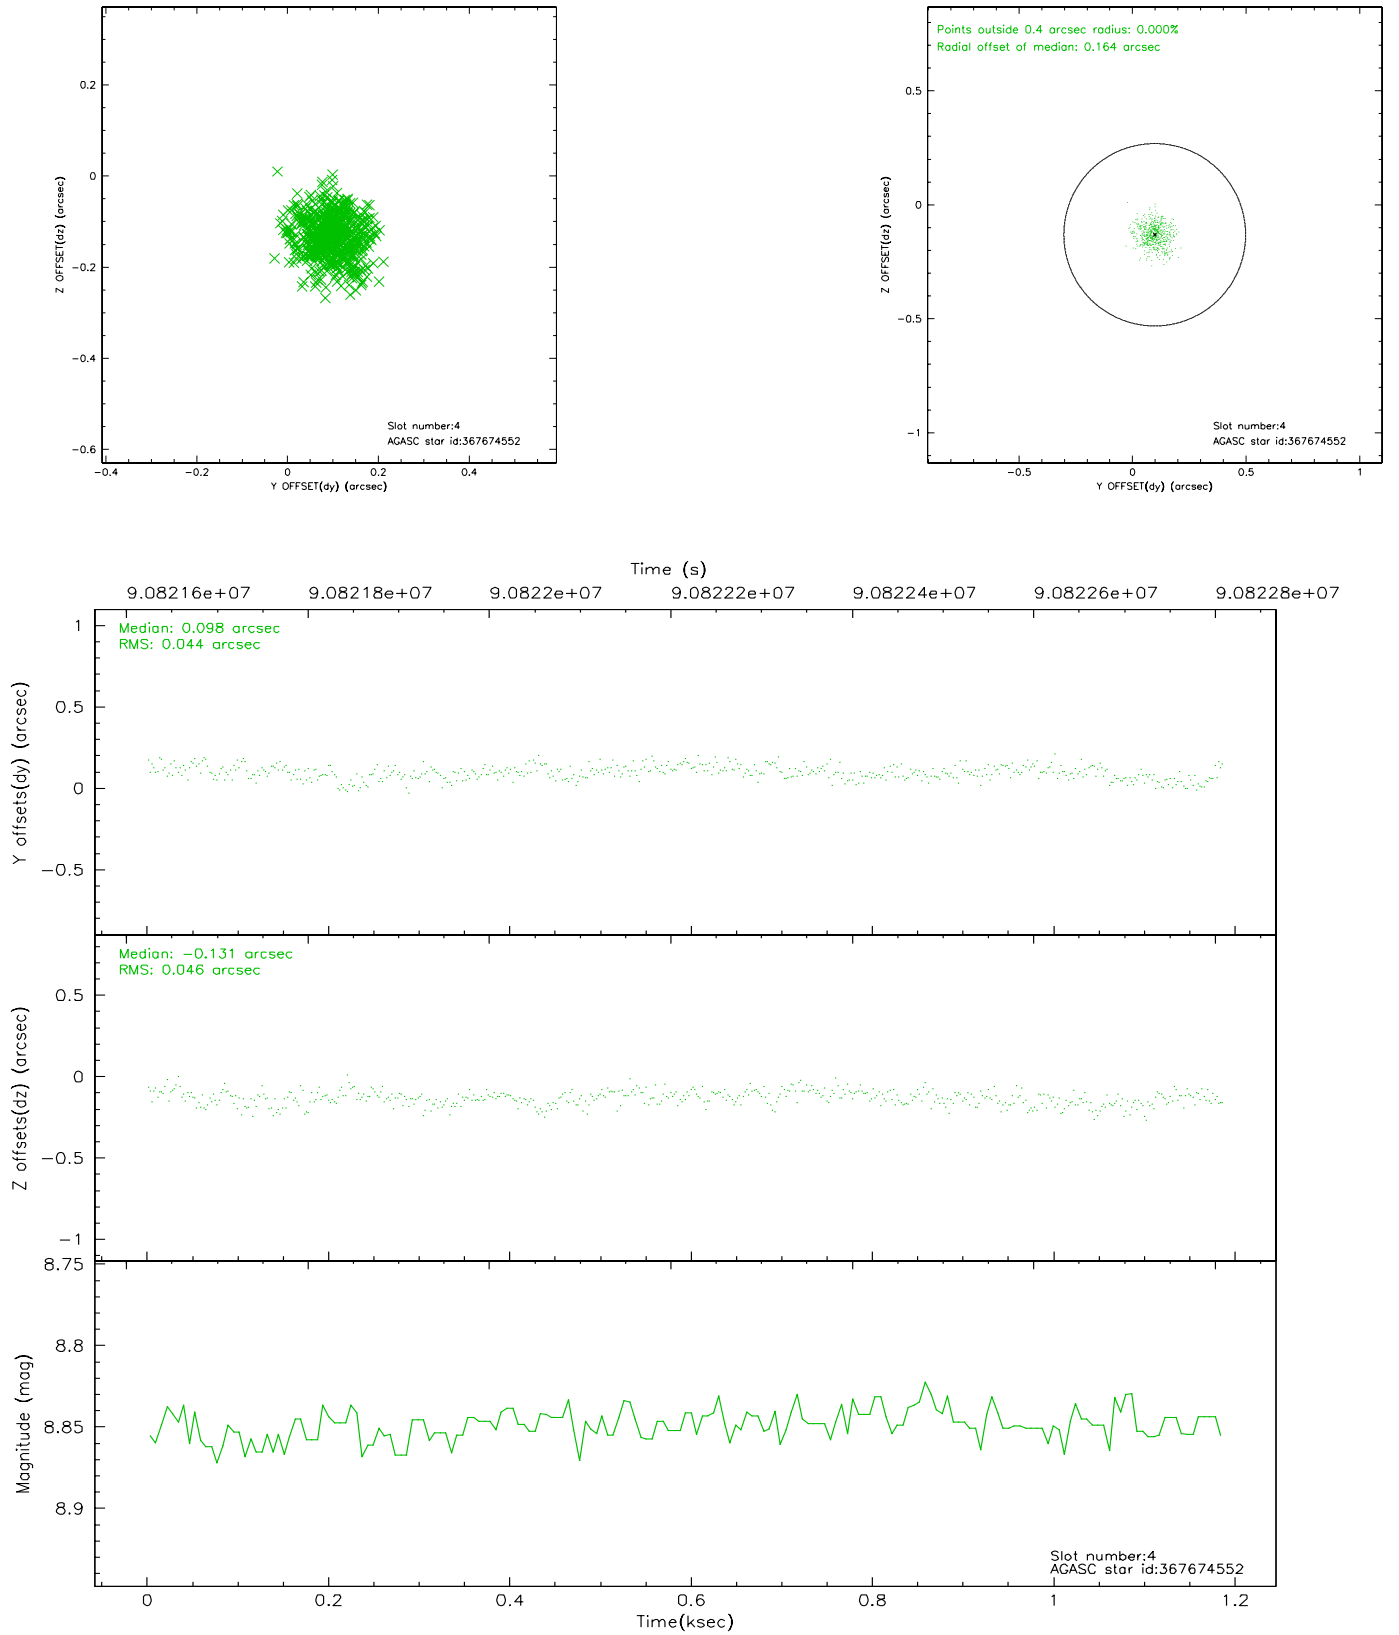 0.2
0
−0.2
−0.4
−0.6
Z OFFSET(dz) (arcsec)
Slot number:4
AGASC star id:367674552
−0.4
−0.2
0
0.2
0.4
Y OFFSET(dy) (arcsec)
Points outside 0.4 arcsec radius: 0.000%
Radial offset of median: 0.164 arcsec
0.5
0
−0.5
−1
Z OFFSET(dz) (arcsec)
Slot number:4
AGASC star id:367674552
−0.5
0
0.5
1
Y OFFSET(dy) (arcsec)
Time (s)
9.08216e+07
9.08218e+07
9.0822e+07
9.08222e+07
9.08224e+07
9.08226e+07
9.08228e+07
Median: 0.098 arcsec
RMS: 0.044 arcsec
1
0.5
0
−0.5
Y offsets(dy) (arcsec)
Median: −0.131 arcsec
RMS: 0.046 arcsec
0.5
0
−0.5
−1
Z offsets(dz) (arcsec)
8.75
8.8
8.85
8.9
Magnitude (mag)
Slot number:4
AGASC star id:367674552
0
0.2
0.4
0.6
0.8
1
1.2
Time(ksec)